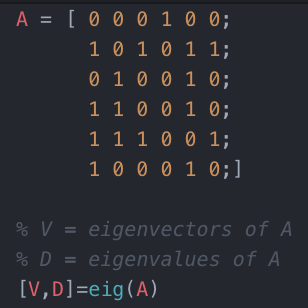 A = [ 0 0 0 1 0 0;
1 0 1 0 1 1;
0 1 0 0 1 0;
1 1 0 0 1 0;
1 1 1 0 0 1;
1 0 0 0 1 0;]
% V = eigenvectors of A
% D = eigenvalues of A
[V,D]=eig(A)